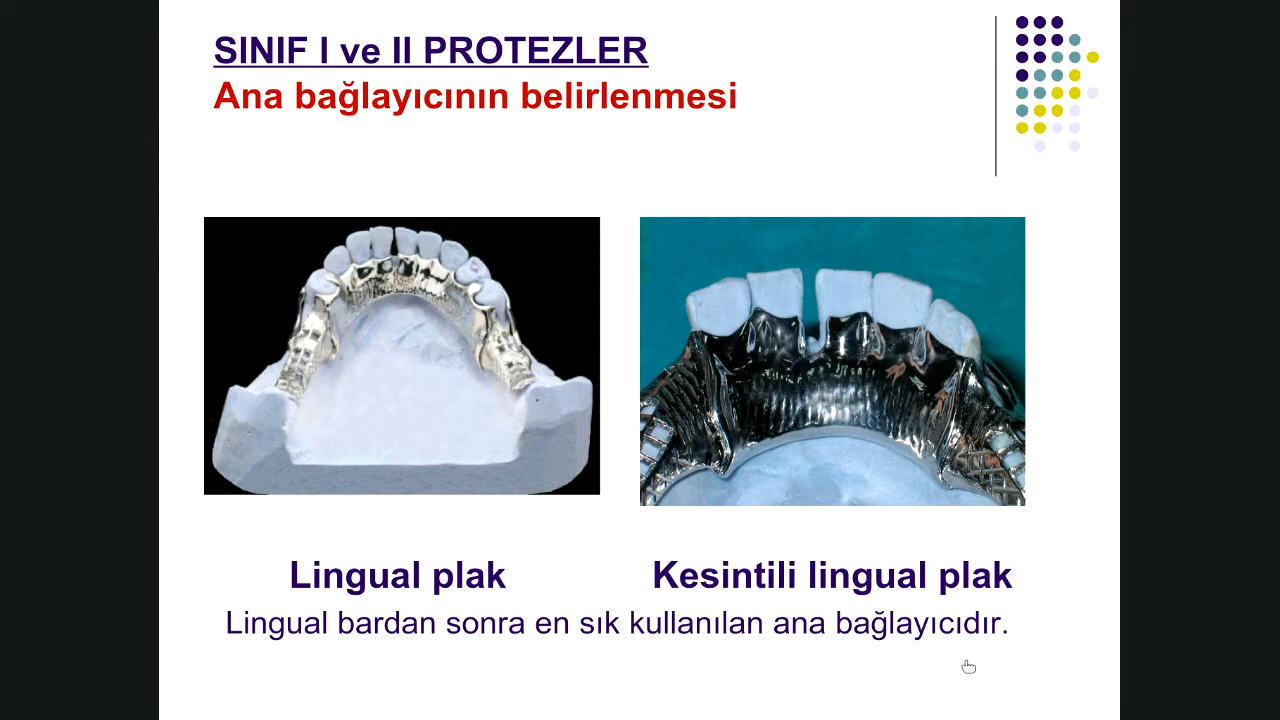 SINIF I ve II PROTEZLER
Ana bağlayıcının belirlenmesi
Lingual plak
Kesintili lingual plak
Lingual bardan sonra en sık kullanılan ana bağlayıcıdır.